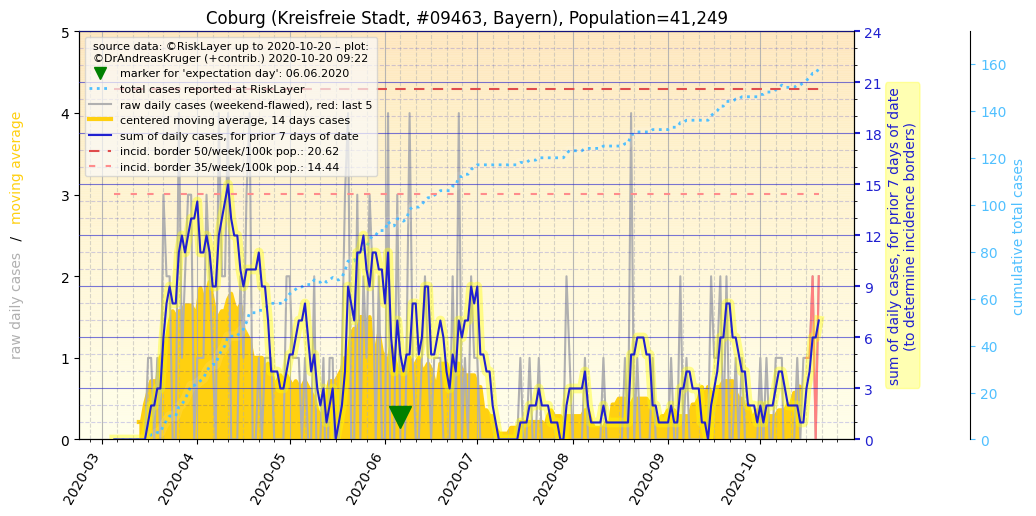 Coburg (Kreisfreie Stadt, #09463, Bayern), Population=41,249
source data: ©RiskLayer up to 2020-10-20 – plot:
©DrAndreasKruger (+contrib.) 2020-10-20 09:22
marker for 'expectation day': 06.06.2020
total cases reported at RiskLayer
raw daily cases (weekend-flawed), red: last 5
centered moving average, 14 days cases
sum of daily cases, for prior 7 days of date
incid. border 50/week/100k pop.: 20.62
incid. border 35/week/100k pop.: 14.44
raw daily cases / moving average
5
4
3
2
1
0
24
21
18
15
12
9
6
3
0
sum of daily cases, for prior 7 days of date
(to determine incidence borders)
160
140
120
100
80
60
40
20
0
cumulative total cases
2020-03
2020-04
2020-05
2020-06
2020-07
2020-08
2020-09
2020-10